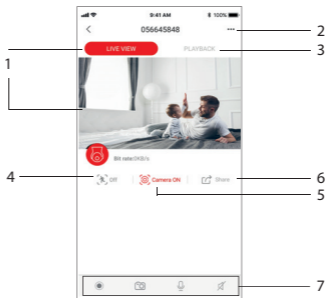 9:41 AM 100%
056645848 ... 2
LIVE VIEW PLAYBACK 3
1
Bit rate:0KB/s
4 Off Camera ON Share 6
5
7